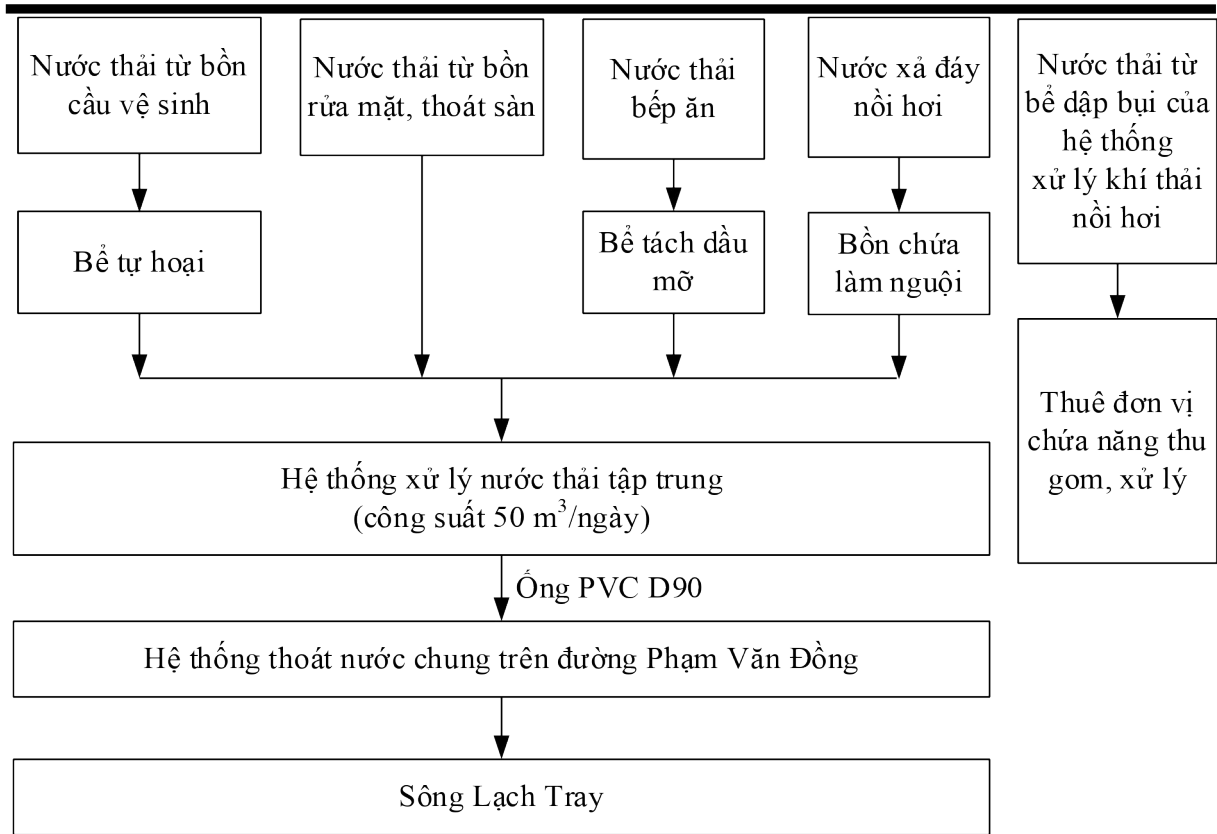 Nước thải từ bồn
cầu vệ sinh
Nước thải từ bồn
rửa mặt, thoát sàn
Nước thải
bếp ăn
Nước xả đáy
nồi hơi
Nước thải từ
bể dập bụi của
hệ thống
xử lý khí thải
nồi hơi
Bể tự hoại
Bể tách dầu
mỡ
Bồn chứa
làm nguội
Thuê đơn vị
chứa năng thu
gom, xử lý
Hệ thống xử lý nước thải tập trung
(công suất 50 m³/ngày)
Ống PVC D90
Hệ thống thoát nước chung trên đường Phạm Văn Đồng
Sông Lạch Tray